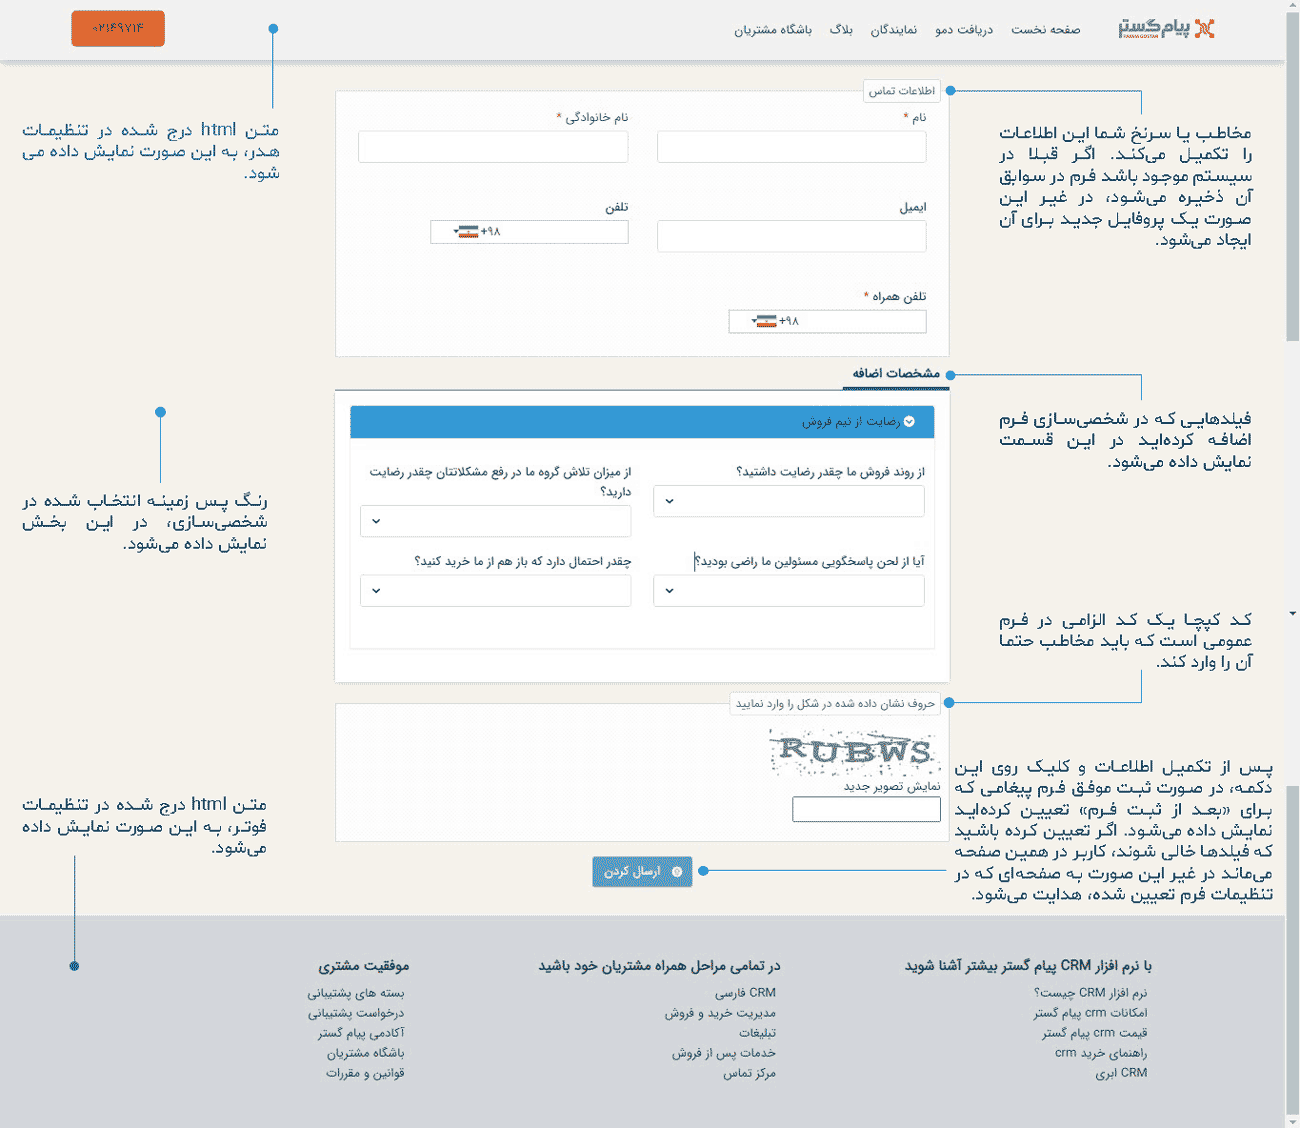 پیام‌گستر
PAYAMGOSTAR
صفحه نخست
دریافت دمو
نمایندگان
بلاگ
باشگاه مشتریان
۰۲۱۴۹۷۱۴
متن html درج شده در تنظیمات
هدر، به این صورت نمایش داده می
شود.
اطلاعات تماس
نام *
نام خانوادگی *
ایمیل
تلفن
+۹۸
تلفن همراه *
+۹۸
مخاطب یا سرنخ شما این اطلاعات
را تکمیل می‌کند. اگر قبلا در
سیستم موجود باشد فرم در سوابق
آن ذخیره می‌شود، در غیر این
صورت یک پروفایل جدید برای آن
ایجاد می‌شود.
مشخصات اضافه
رضایت از تیم فروش
از روند فروش ما چقدر رضایت داشتید؟
از میزان تلاش گروه ما در رفع مشکلاتتان چقدر رضایت
دارید؟
آیا از لحن پاسخگویی مسئولین ما راضی بودید؟
چقدر احتمال دارد که باز هم از ما خرید کنید؟
فیلدهایی که در شخصی‌سازی فرم
اضافه کرده‌اید در این قسمت
نمایش داده می‌شود.
رنگ پس زمینه انتخاب شده در
شخصی‌سازی، در این بخش
نمایش داده می‌شود.
کد کپچا یک کد الزامی در فرم
عمومی است که باید مخاطب حتما
آن را وارد کند.
حروف نشان داده شده در شکل را وارد نمایید
RUBWS
نمایش تصویر جدید
ارسال کردن
پس از تکمیل اطلاعات و کلیک روی این
دکمه، در صورت ثبت موفق فرم پیغامی که
برای «بعد از ثبت فرم» تعیین کرده‌اید
نمایش داده می‌شود. اگر تعیین کرده باشید
که فیلدها خالی شوند، کاربر در همین صفحه
می‌ماند در غیر این صورت به صفحه‌ای که در
تنظیمات فرم تعیین شده، هدایت می‌شود.
متن html درج شده در تنظیمات
فوتر، به این صورت نمایش داده
می‌شود.
با نرم افزار CRM پیام گستر بیشتر آشنا شوید
نرم افزار CRM چیست؟
امکانات crm پیام گستر
قیمت crm پیام گستر
راهنمای خرید crm
CRM ابری
در تمامی مراحل همراه مشتریان خود باشید
CRM فارسی
مدیریت خرید و فروش
تبلیغات
خدمات پس از فروش
مرکز تماس
موفقیت مشتری
بسته های پشتیبانی
درخواست پشتیبانی
آکادمی پیام گستر
باشگاه مشتریان
قوانین و مقررات